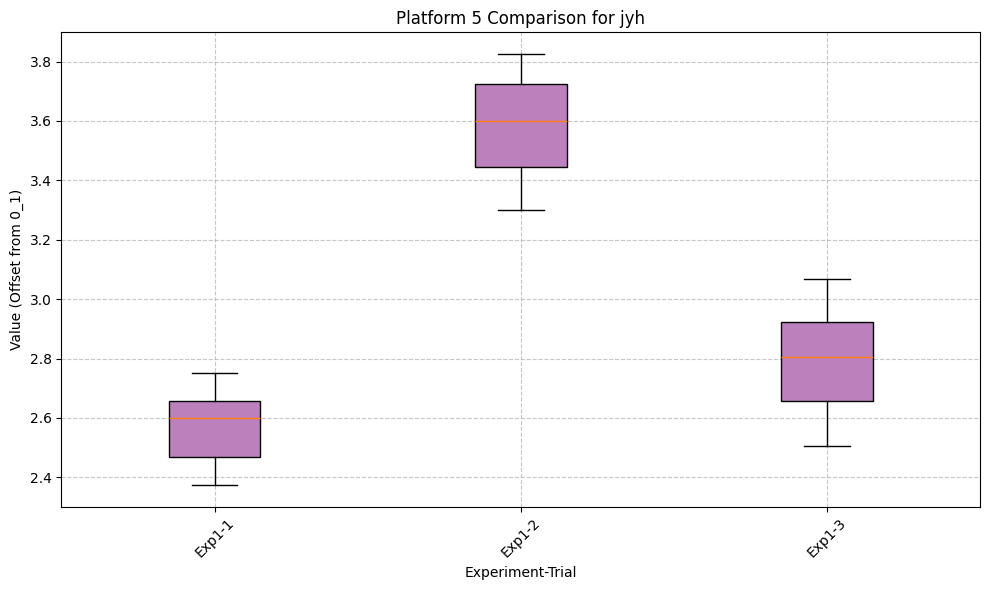 Platform 5 Comparison for jyh
Value (Offset from 0_1)
3.8
3.6
3.4
3.2
3.0
2.8
2.6
2.4
Exp1-1
Exp1-2
Exp1-3
Experiment-Trial